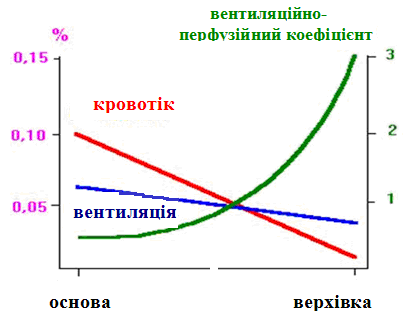 вентиляційно-
перфузійний коефіцієнт
%
0,15
3
кровотік
0,10
2
0,05
вентиляція
1
основа
верхівка